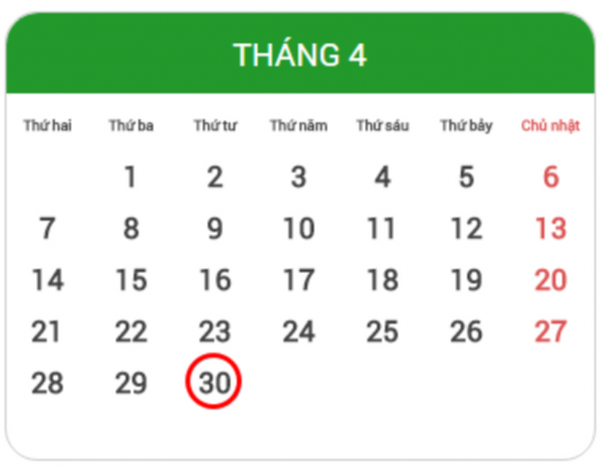 THÁNG 4
Thứ hai Thứ ba Thứ tư Thứ năm Thứ sáu Thứ bảy Chủ nhật
1 2 3 4 5 6
7 8 9 10 11 12 13
14 15 16 17 18 19 20
21 22 23 24 25 26 27
28 29 30